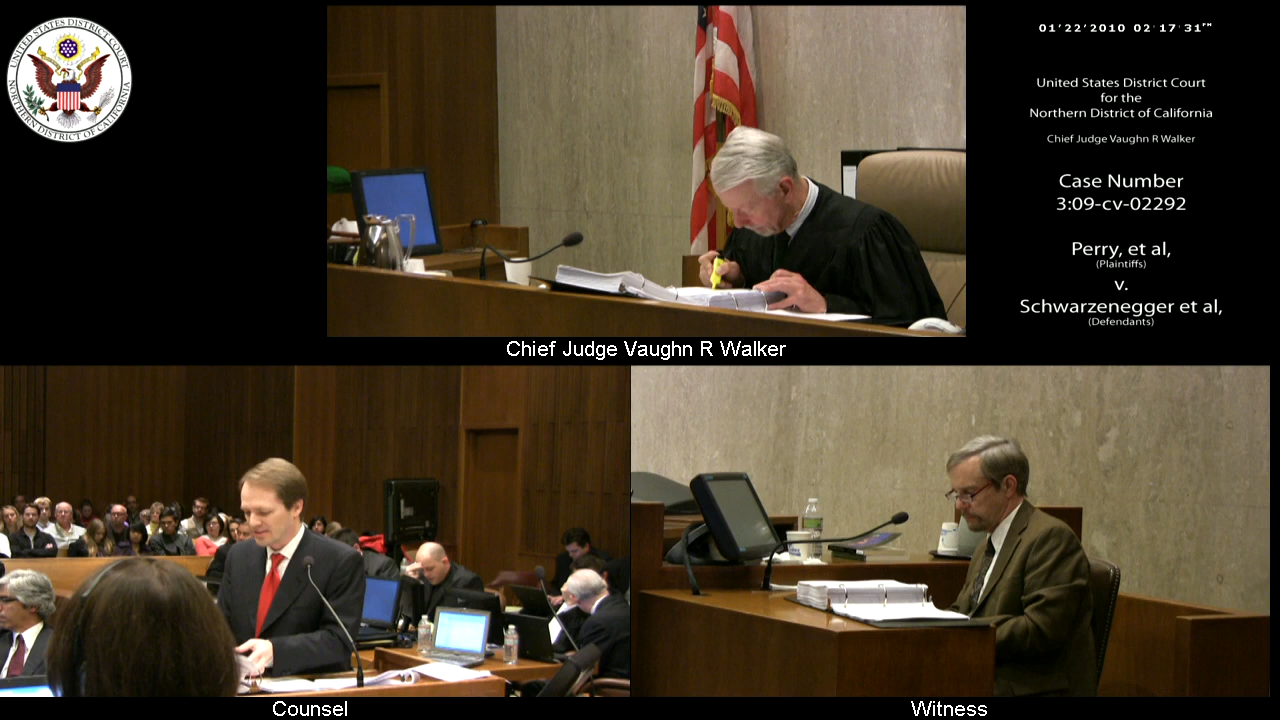 UNITED STATES DISTRICT COURT
NORTHERN DISTRICT OF CALIFORNIA
01'22'2010 02:17:31 PM
United States District Court
for the
Northern District of California
Chief Judge Vaughn R Walker
Case Number
3:09-cv-02292
Perry, et al,
(Plaintiffs)
v.
Schwarzenegger et al,
(Defendants)
Chief Judge Vaughn R Walker
Counsel
Witness